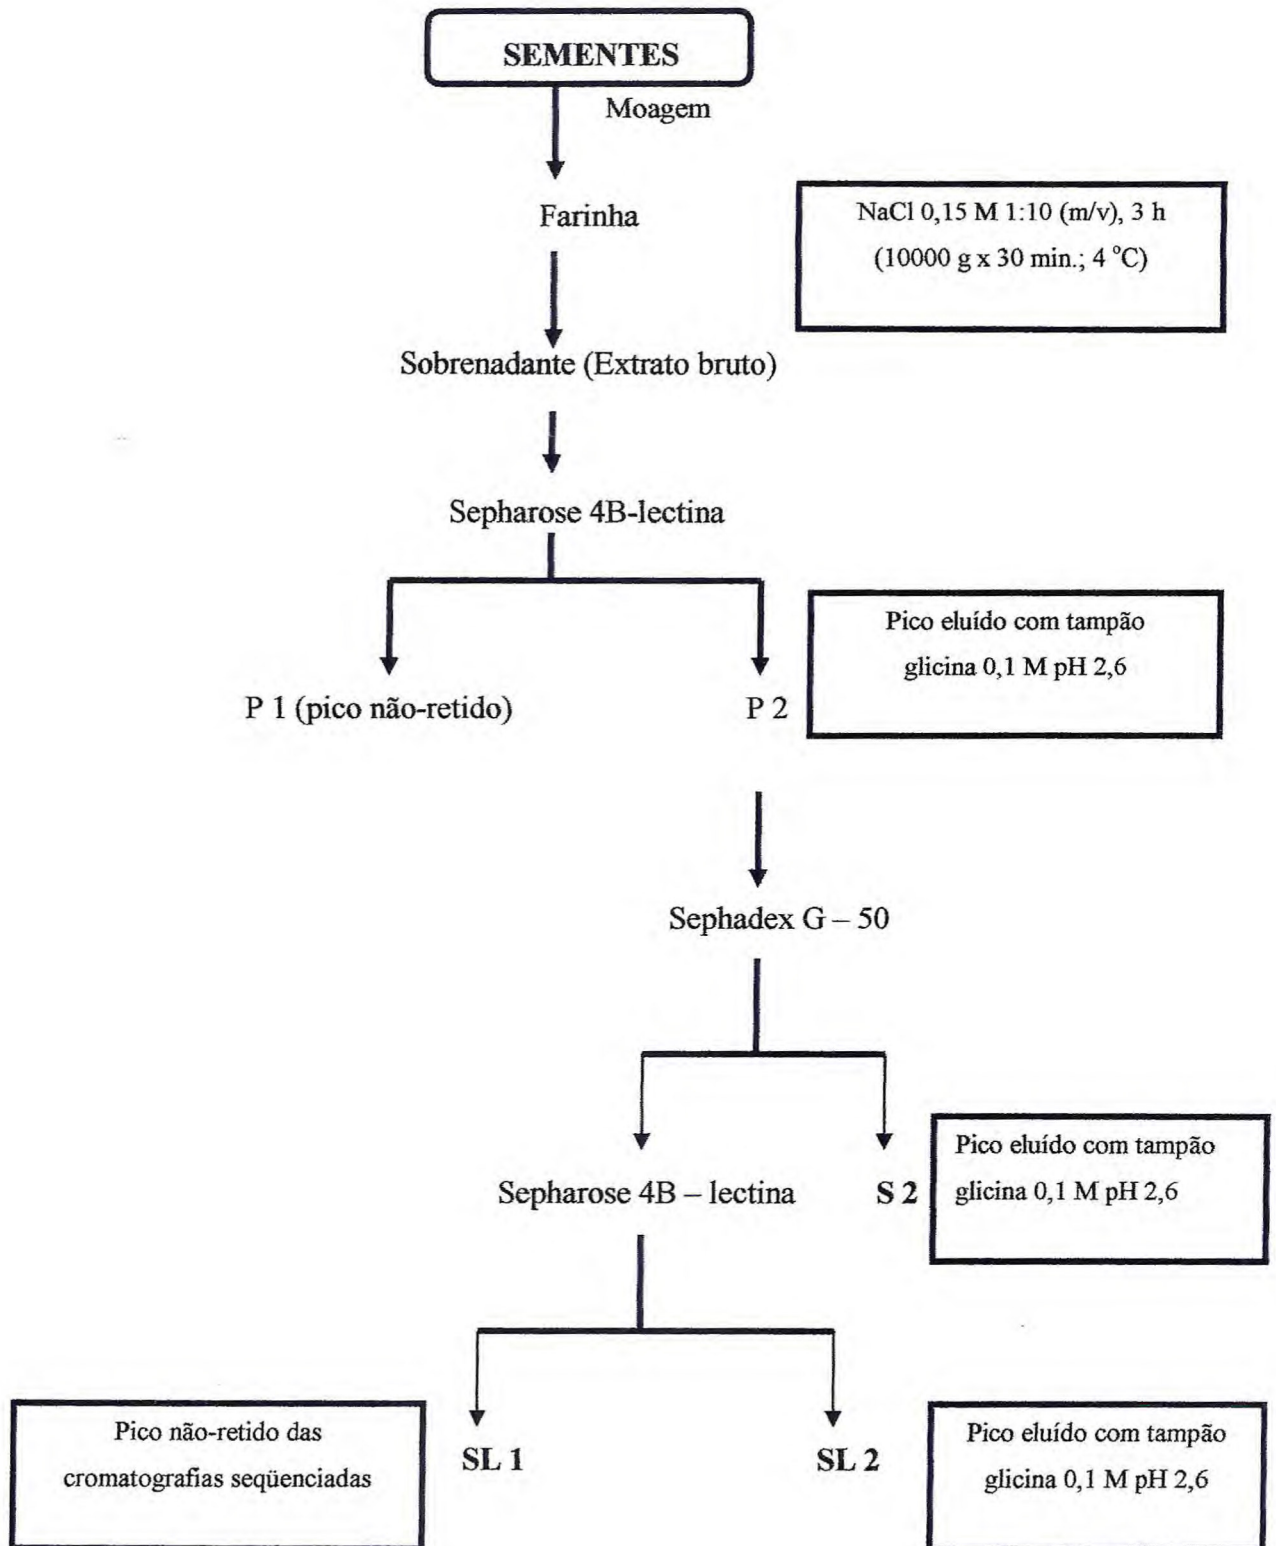 SEMENTES
Moagem
Farinha
NaCl 0,15 M 1:10 (m/v), 3 h
(10000 g x 30 min.; 4 °C)
Sobrenadante (Extrato bruto)
Sepharose 4B-lectina
Pico eluído com tampão
glicina 0,1 M pH 2,6
P 1 (pico não-retido)
P 2
Sephadex G – 50
Sepharose 4B – lectina
S 2
Pico eluído com tampão
glicina 0,1 M pH 2,6
Pico não-retido das
cromatografias seqüenciadas
SL 1
SL 2
Pico eluído com tampão
glicina 0,1 M pH 2,6